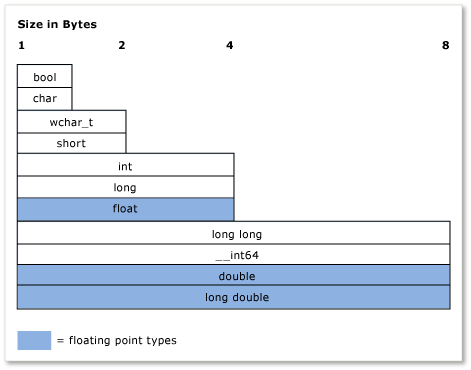 Size in Bytes
1 2 4 8
bool
char
wchar_t
short
int
long
float
long long
__int64
double
long double
= floating point types